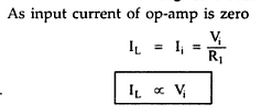 As input current of op-amp is zero
I_L = I_i = V_i / R_1
I_L ∝ V_i